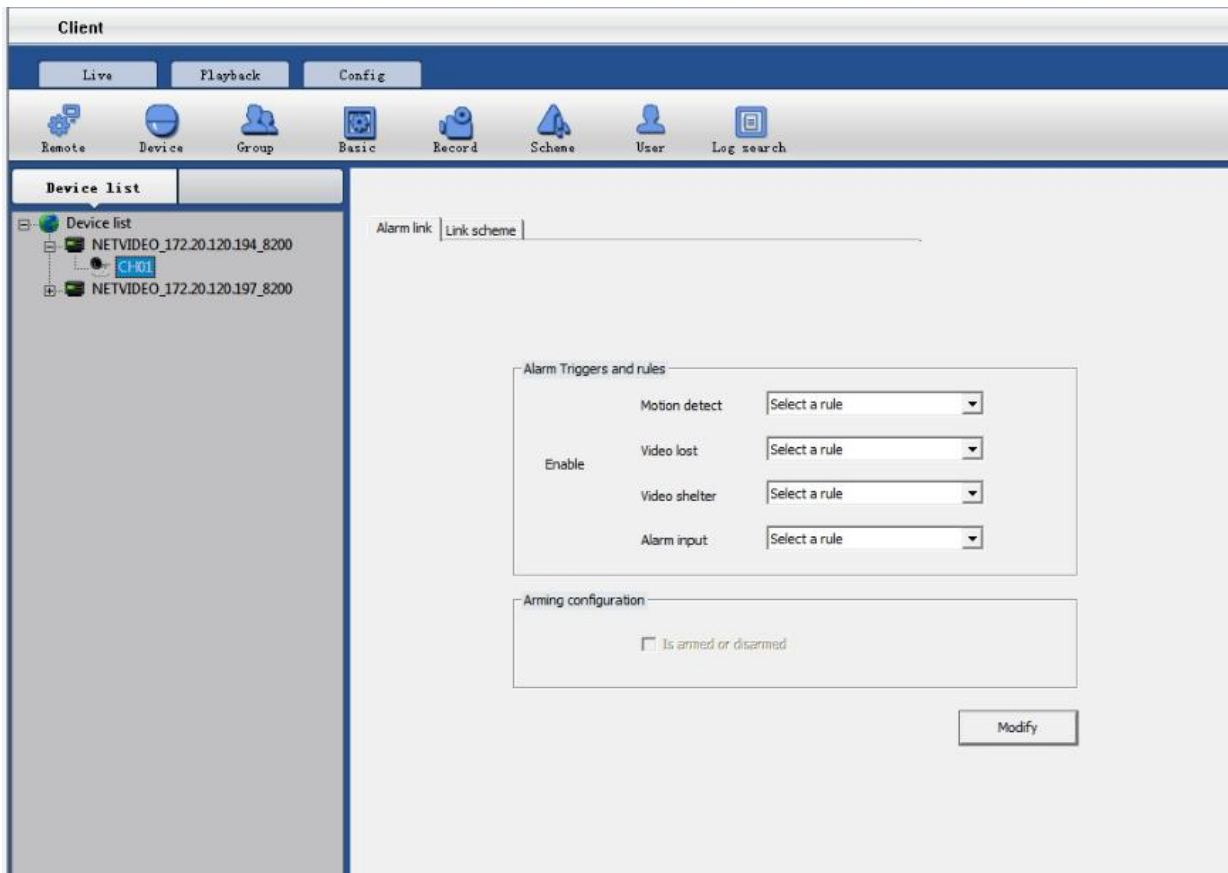 Client
Live Playback Config
Remote Device Group Basic Record Scheme User Log search
Device list
Device list
NETVIDEO_172.20.120.194_8200
CH01
NETVIDEO_172.20.120.197_8200
Alarm link Link scheme
Alarm Triggers and rules
Motion detect Select a rule
Video lost Select a rule
Enable
Video shelter Select a rule
Alarm input Select a rule
Arming configuration
Is armed or disarmed
Modify